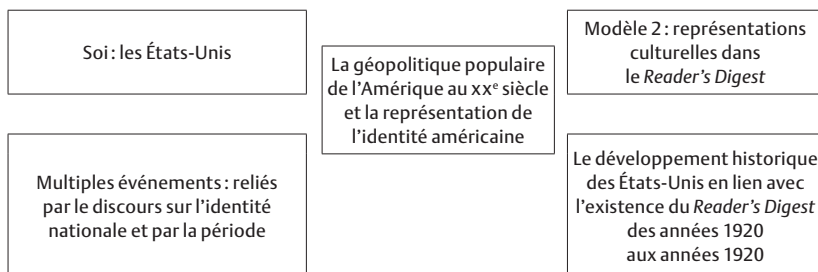 Soi : les États-Unis
Multiples événements : reliés
par le discours sur l’identité
nationale et par la période
La géopolitique populaire
de l’Amérique au XXe siècle
et la représentation de
l’identité américaine
Modèle 2 : représentations
culturelles dans
le Reader’s Digest
Le développement historique
des États-Unis en lien avec
l’existence du Reader’s Digest
des années 1920
aux années 1920